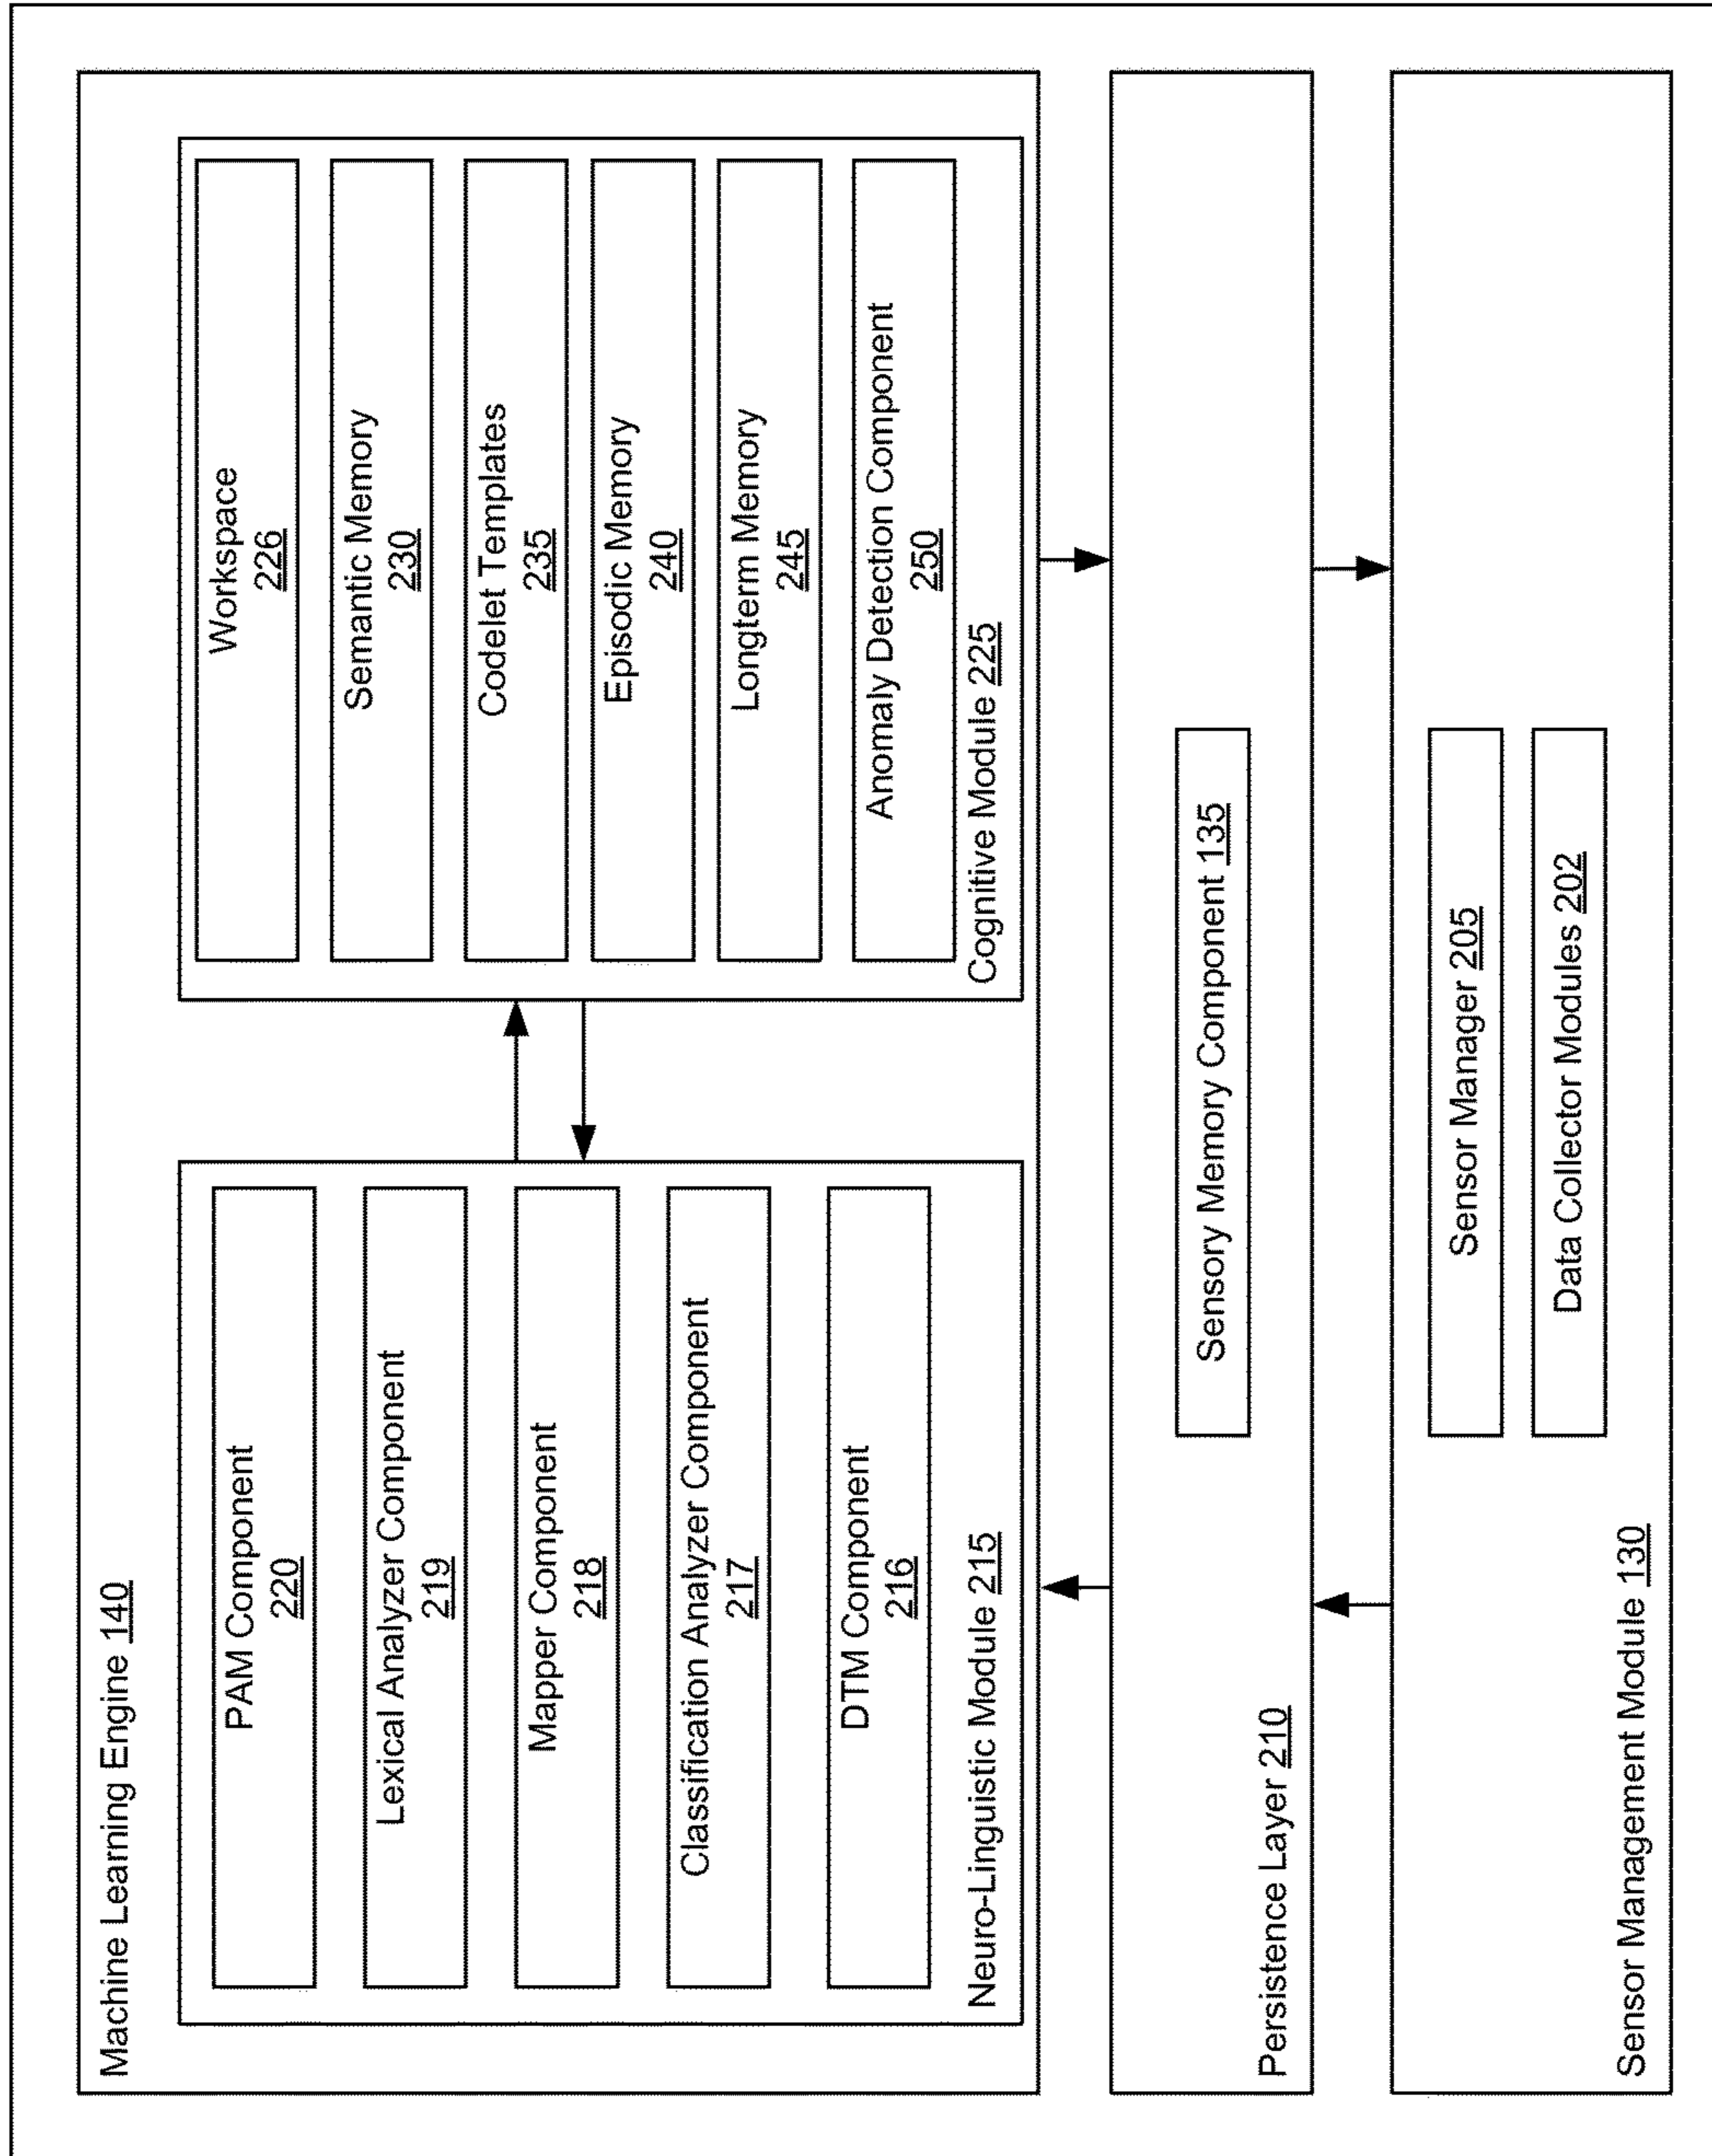 Machine Learning Engine 140
PAM Component
220
Lexical Analyzer Component
219
Mapper Component
218
Classification Analyzer Component
217
DTM Component
216
Neuro-Linguistic Module 215
Workspace
226
Semantic Memory
230
Codelet Templates
235
Episodic Memory
240
Longterm Memory
245
Anomaly Detection Component
250
Cognitive Module 225
Sensory Memory Component 135
Persistence Layer 210
Sensor Manager 205
Data Collector Modules 202
Sensor Management Module 130